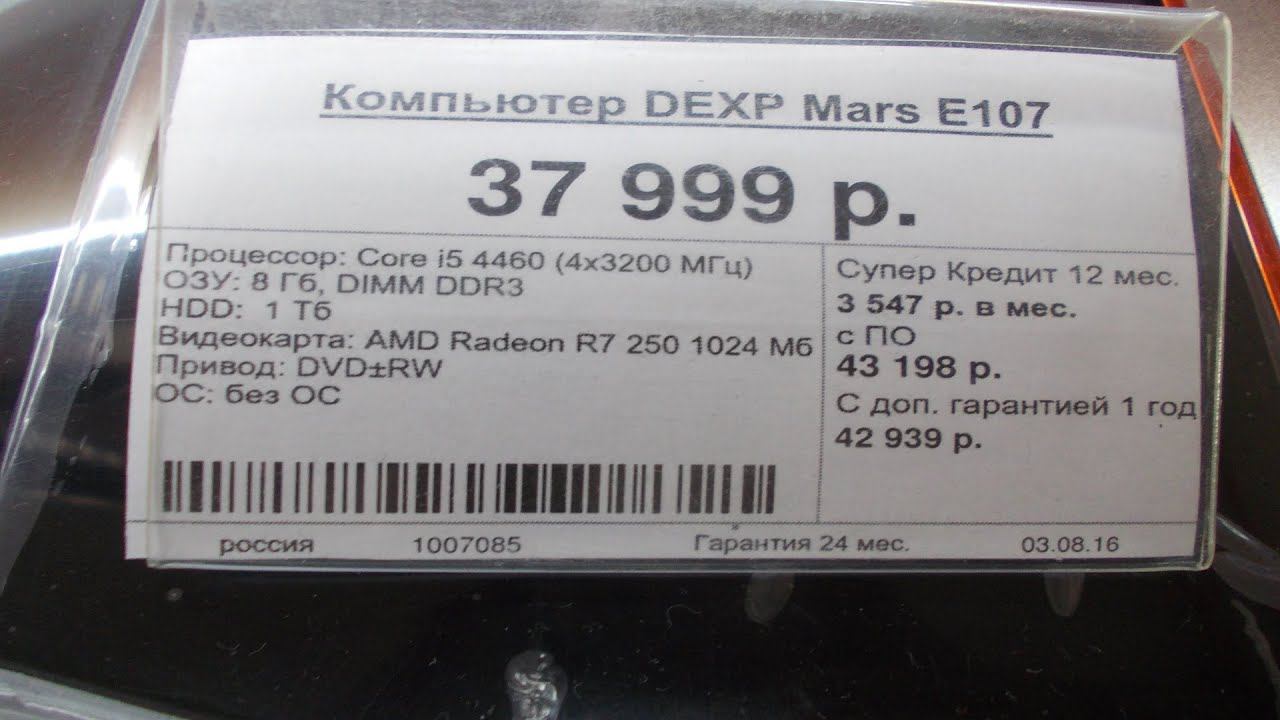 Компьютер DEXP Mars E107
37 999 р.
Процессор: Core i5 4460 (4x3200 МГц)
ОЗУ: 8 Гб, DIMM DDR3
HDD: 1 Тб
Видеокарта: AMD Radeon R7 250 1024 Мб
Привод: DVD±RW
ОС: без ОС
Супер Кредит 12 мес.
3 547 р. в мес.
с ПО
43 198 р.
С доп. гарантией 1 год
42 939 р.
россия 1007085 Гарантия 24 мес. 03.08.16